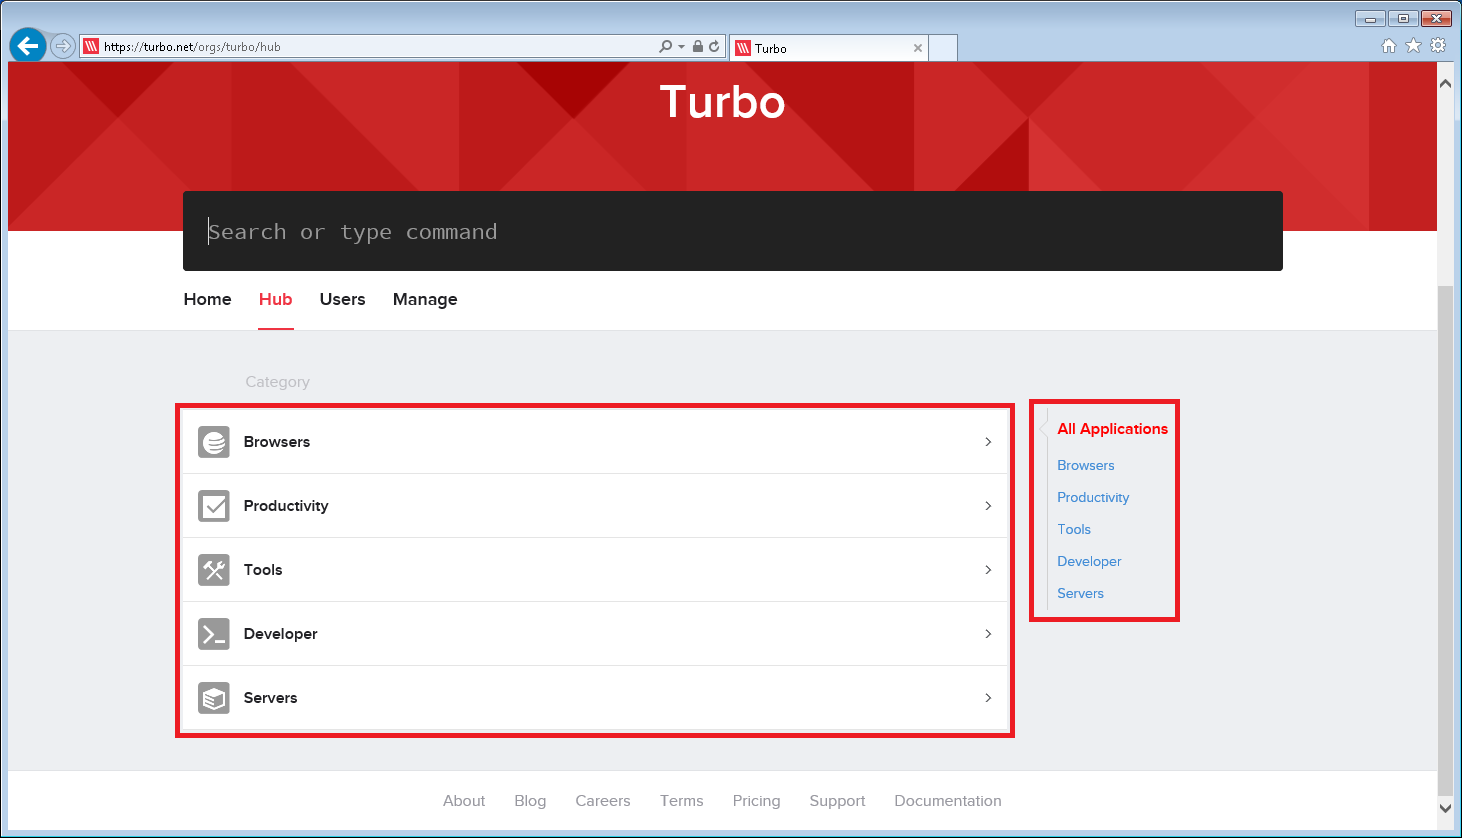 https://turbo.net/orgs/turbo/hub
Turbo
Turbo
Search or type command
Home Hub Users Manage
Category
Browsers
Productivity
Tools
Developer
Servers
All Applications
Browsers
Productivity
Tools
Developer
Servers
About Blog Careers Terms Pricing Support Documentation